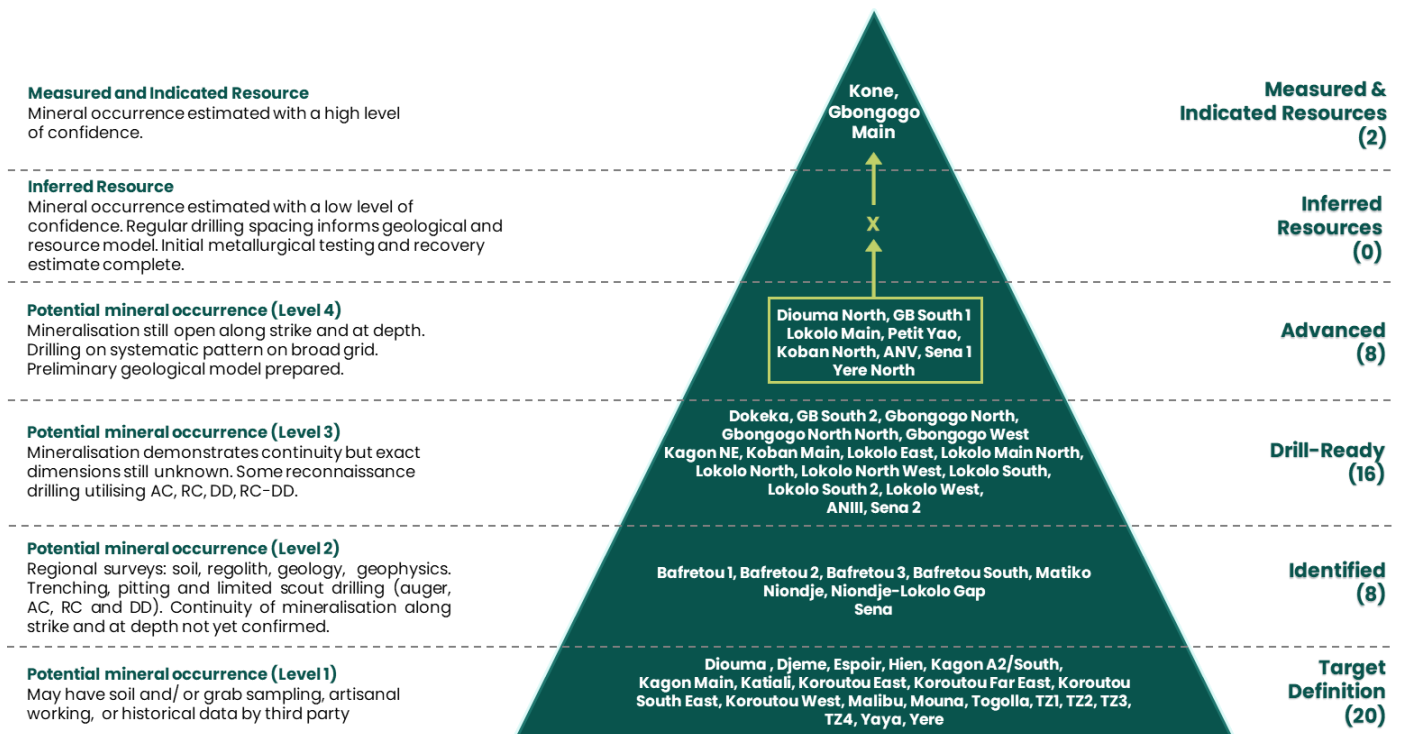 Measured and Indicated Resource
Mineral occurrence estimated with a high level
of confidence.
Kone,
Gbongogo
Main
Measured &
Indicated Resources
(2)
Inferred Resource
Mineral occurrence estimated with a low level of
confidence. Regular drilling spacing informs geological and
resource model. Initial metallurgical testing and recovery
estimate complete.
X
Inferred
Resources
(0)
Potential mineral occurrence (Level 4)
Mineralisation still open along strike and at depth.
Drilling on systematic pattern on broad grid.
Preliminary geological model prepared.
Diouma North, GB South 1
Lokolo Main, Petit Yao,
Koban North, ANV, Sena 1
Yere North
Advanced
(8)
Potential mineral occurrence (Level 3)
Mineralisation demonstrates continuity but exact
dimensions still unknown. Some reconnaissance
drilling utilising AC, RC, DD, RC-DD.
Dokeka, GB South 2, Gbongogo North,
Gbongogo North North, Gbongogo West
Kagon NE, Koban Main, Lokolo East, Lokolo Main North,
Lokolo North, Lokolo North West, Lokolo South,
Lokolo South 2, Lokolo West,
ANIII, Sena 2
Drill-Ready
(16)
Potential mineral occurrence (Level 2)
Regional surveys: soil, regolith, geology, geophysics.
Trenching, pitting and limited scout drilling (auger,
AC, RC and DD). Continuity of mineralisation along
strike and at depth not yet confirmed.
Bafretou 1, Bafretou 2, Bafretou 3, Bafretou South, Matiko
Niondje, Niondje-Lokolo Gap
Sena
Identified
(8)
Potential mineral occurrence (Level 1)
May have soil and/ or grab sampling, artisanal
working, or historical data by third party
Diouma , Djeme, Espoir, Hien, Kagon A2/South,
Kagon Main, Katiali, Koroutou East, Koroutou Far East, Koroutou
South East, Koroutou West, Malibu, Mouna, Togolla, TZ1, TZ2, TZ3,
TZ4, Yaya, Yere
Target
Definition
(20)